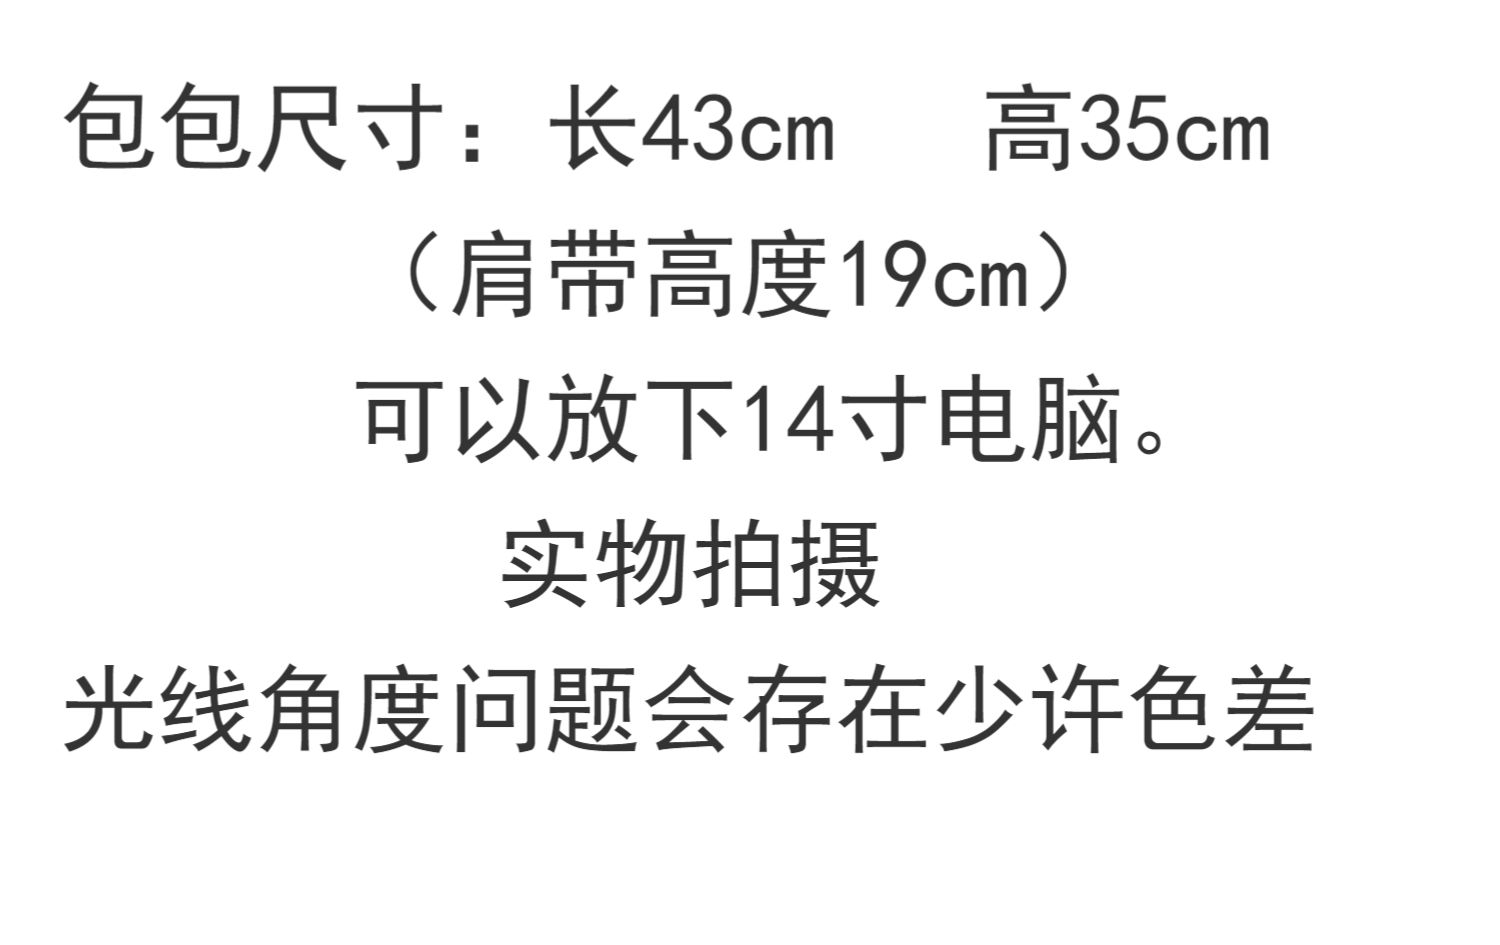 包包尺寸：长43cm 高35cm
（肩带高度19cm）
可以放下14寸电脑。
实物拍摄
光线角度问题会存在少许色差